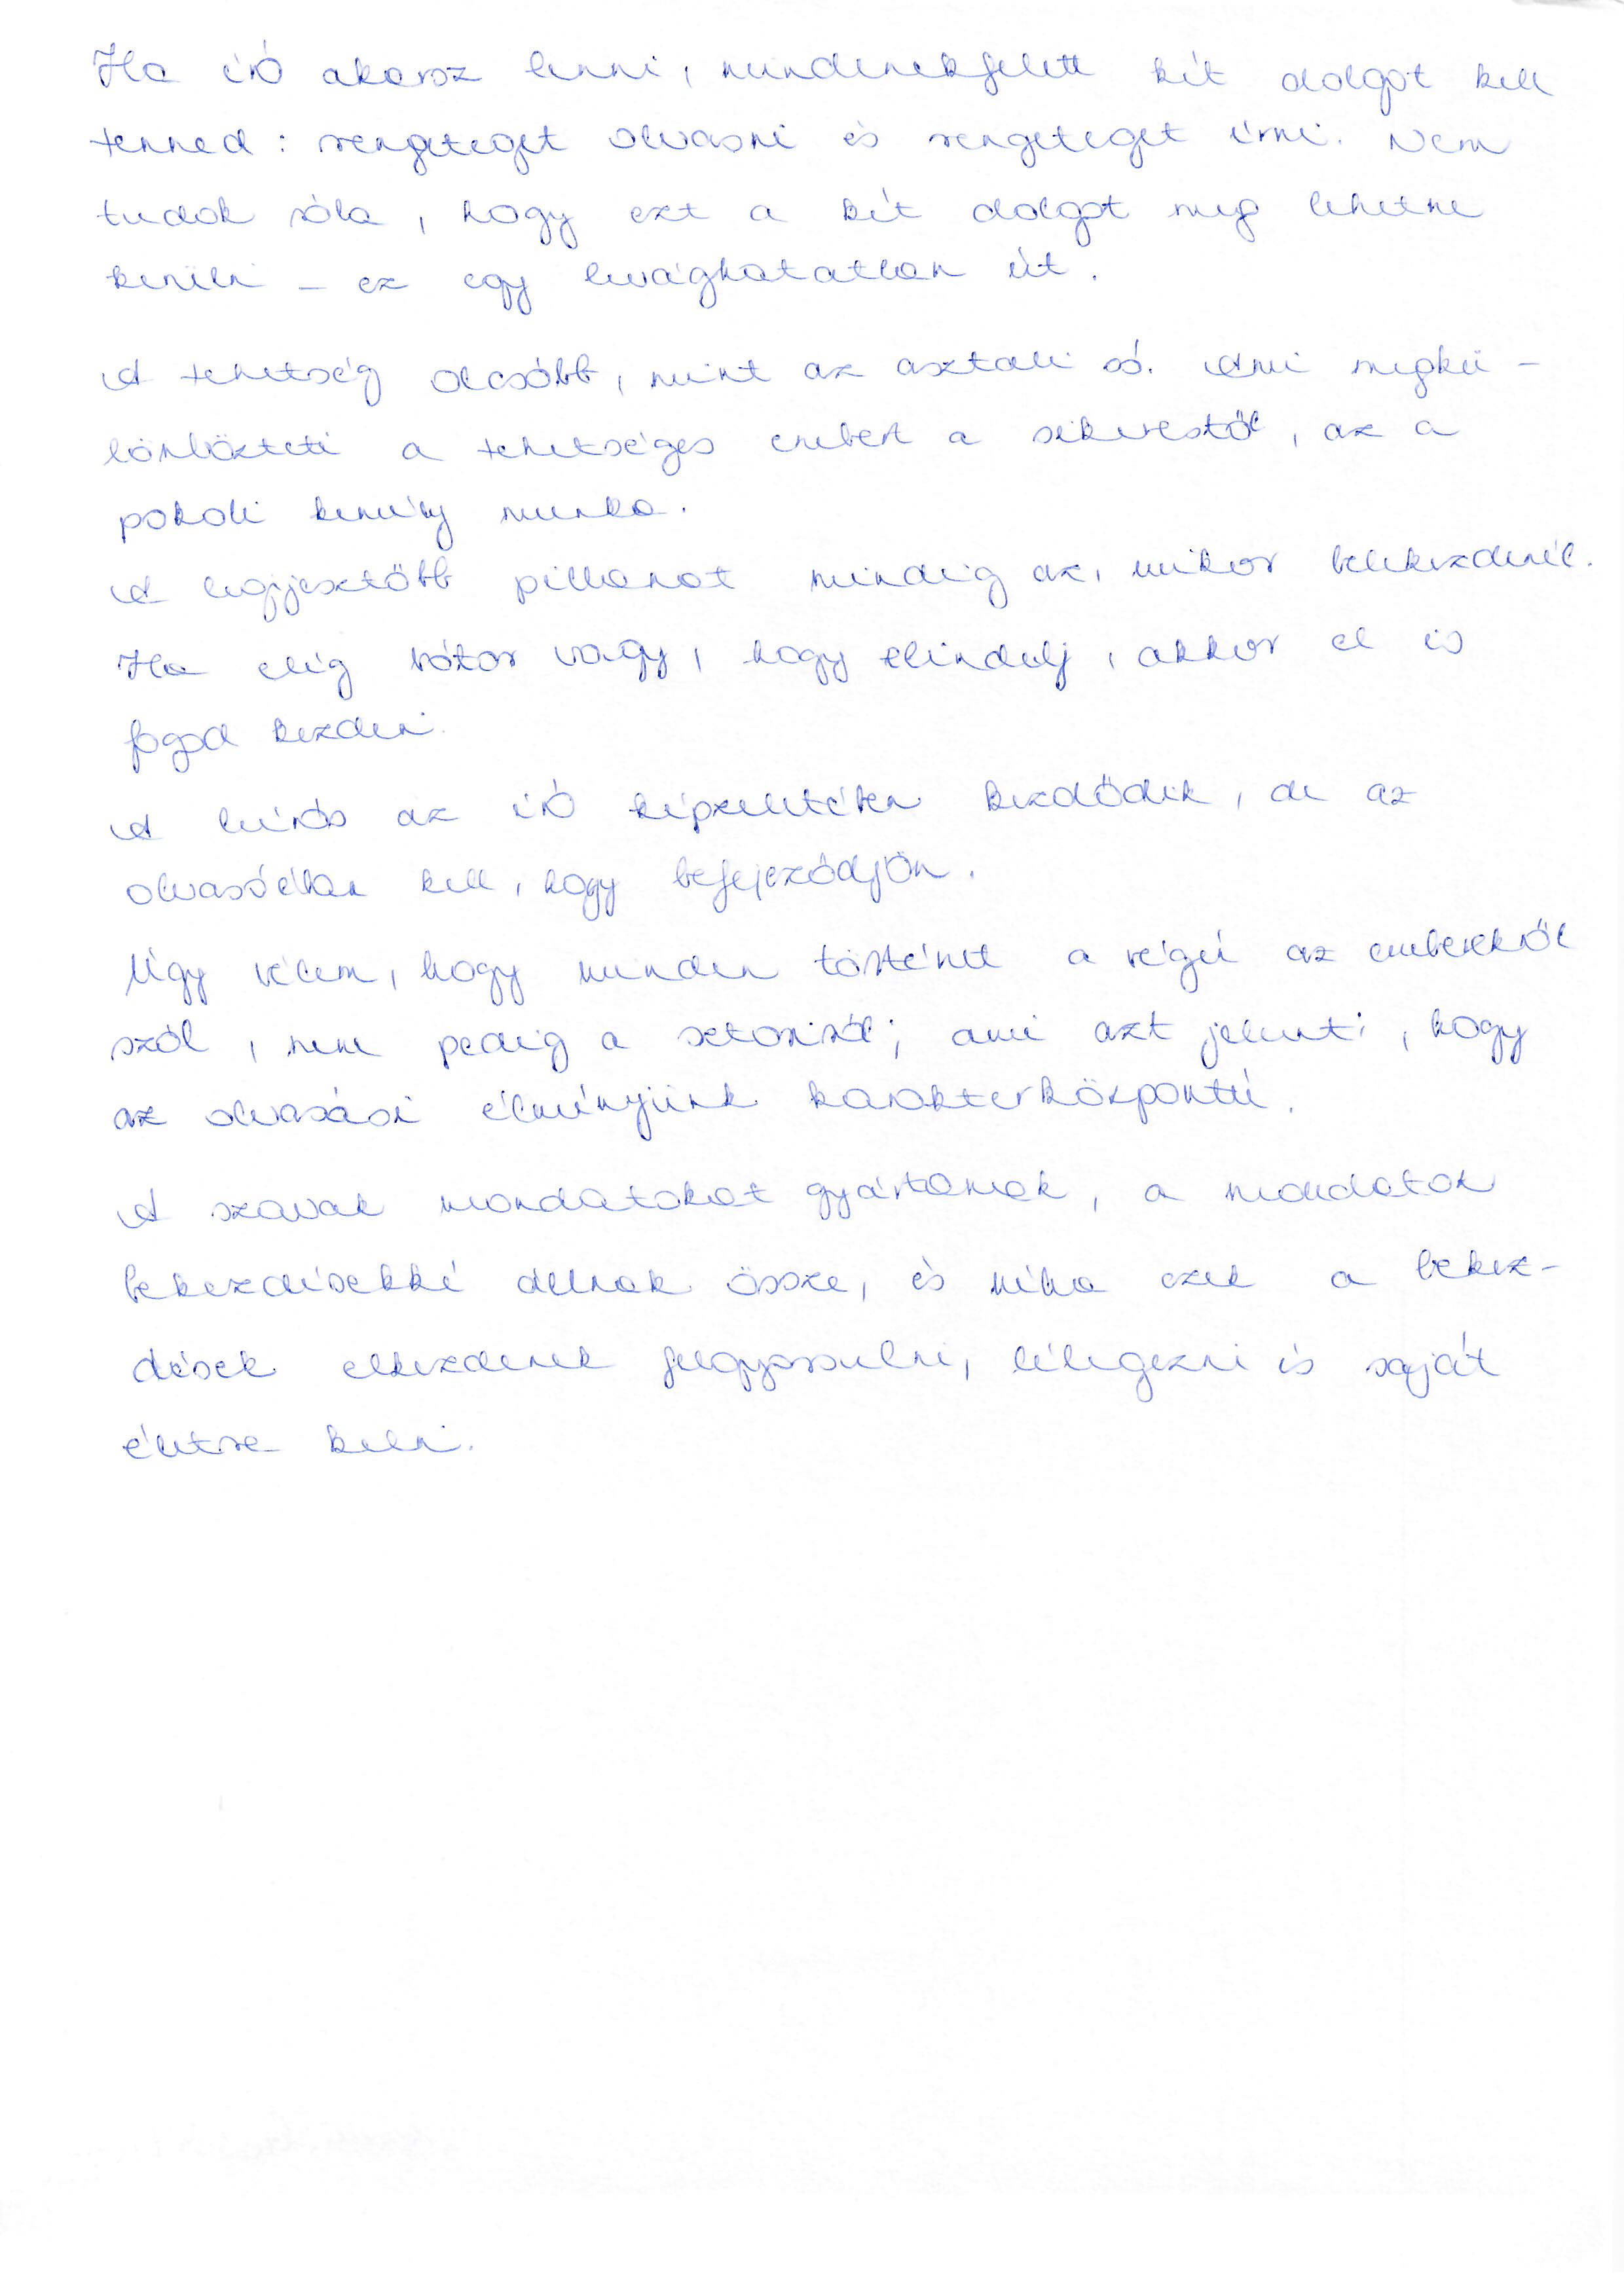 Ha író akarsz lenni, mindenekfelett két dolgot kell
tenned: rengeteget olvasni és rengeteget írni. Nem
tudok róla, hogy ezt a két dolgot meg lehetne
kerülni – ez egy levághatatlan út.
A tehetség olcsóbb, mint az asztali só. Ami megkü-
lönbözteti a tehetséges embert a sikerestől, az a
pokoli kemény munka.
A legijesztőbb pillanat mindig az, mikor belekezdenél.
Ha elég bátor vagy, hogy elindulj, akkor el is
fogod kezdeni.
A leírás az író képzeletében kezdődik, de az
olvasóéban kell, hogy befejeződjön.
Úgy vélem, hogy minden történet a végén az emberekről
szól, nem pedig a sztoriról; ami azt jelenti, hogy
az olvasási élményünk karakterközpontú.
A szavak mondatokat gyártanak, a mondatok
bekezdésekké állnak össze, és néha ezek a bekez-
dések elkezdenek felgyorsulni, lélegezni és saját
életre kelni.